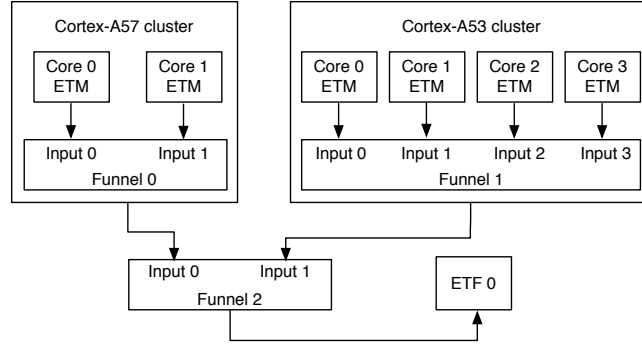 Cortex-A57 cluster
Core 0
ETM
Core 1
ETM
Input 0
Input 1
Funnel 0
Cortex-A53 cluster
Core 0
ETM
Core 1
ETM
Core 2
ETM
Core 3
ETM
Input 0
Input 1
Input 2
Input 3
Funnel 1
Input 0
Input 1
Funnel 2
ETF 0